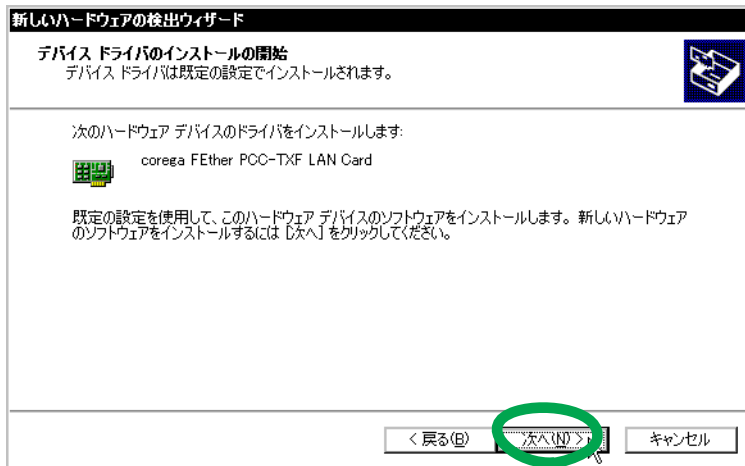 新しいハードウェアの検出ウィザード
デバイス ドライバのインストールの開始
デバイス ドライバは既定の設定でインストールされます。
次のハードウェア デバイスのドライバをインストールします:
corega FEther PCC-TXF LAN Card
既定の設定を使用して、このハードウェア デバイスのソフトウェアをインストールします。新しいハードウェア
のソフトウェアをインストールするには [次へ] をクリックしてください。
< 戻る(B)
次へ(N) >
キャンセル